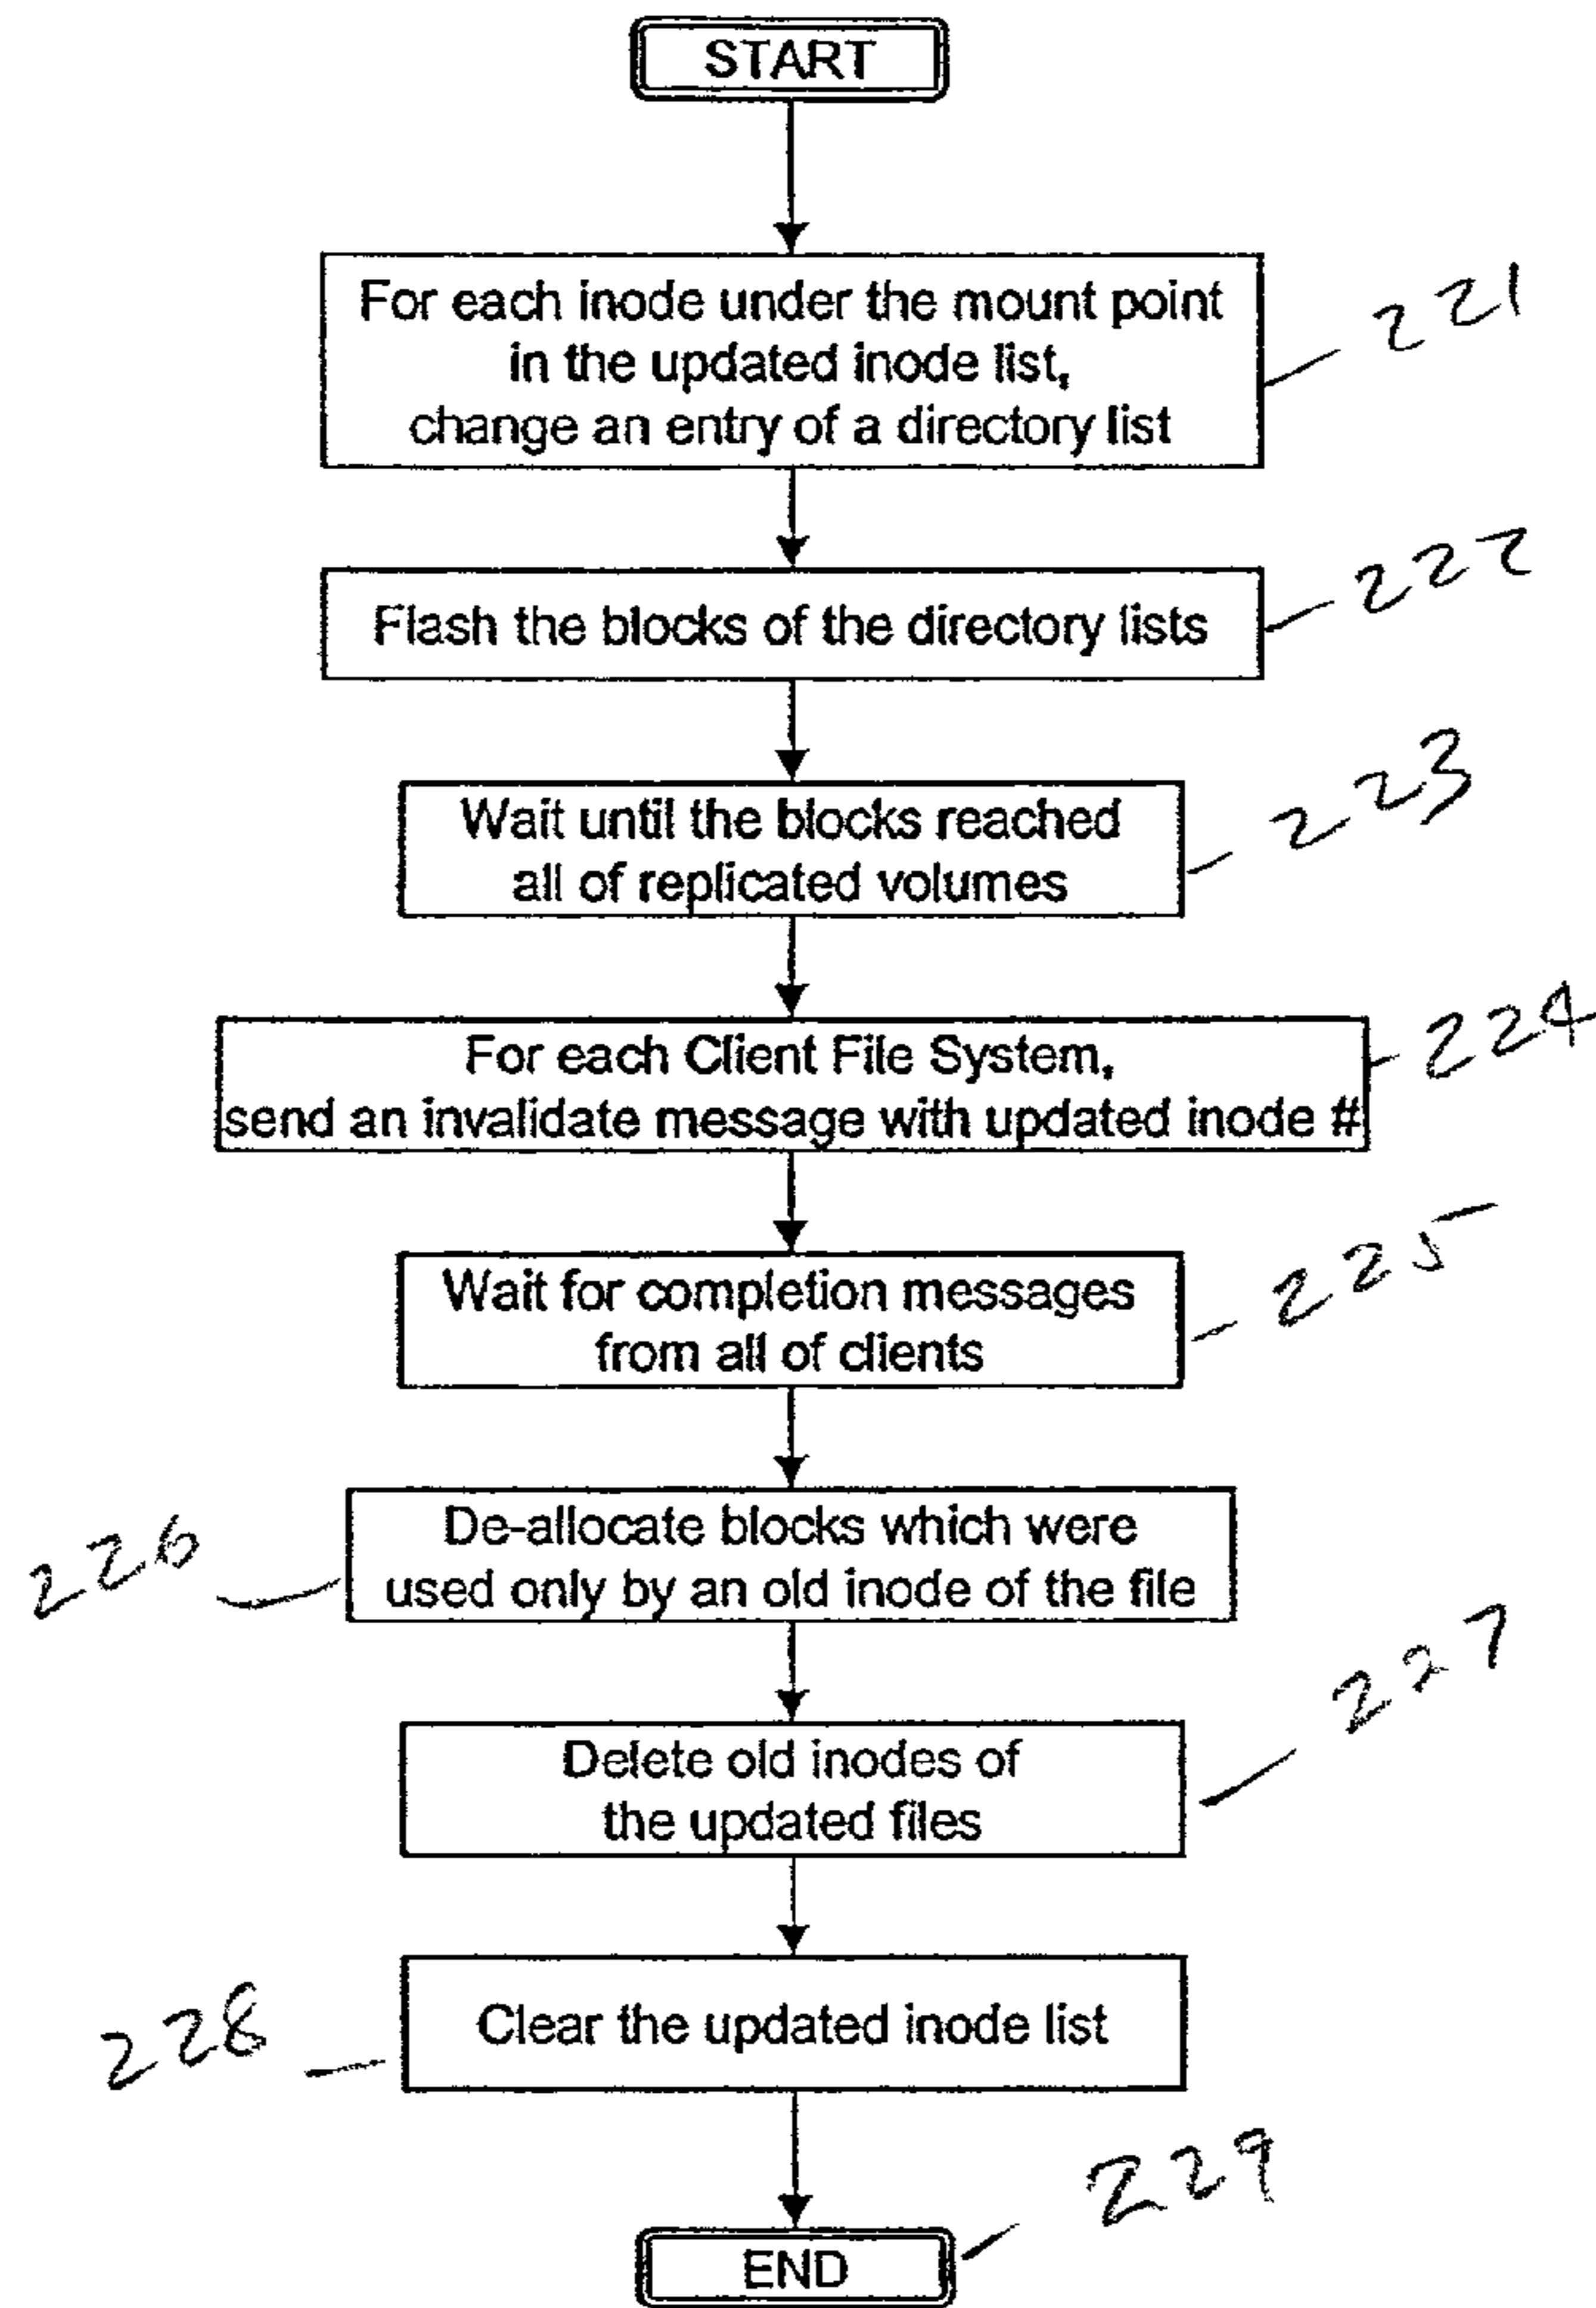 START
For each inode under the mount point
in the updated inode list,
change an entry of a directory list
221
Flash the blocks of the directory lists
222
Wait until the blocks reached
all of replicated volumes
223
For each Client File System,
send an invalidate message with updated inode #
224
Wait for completion messages
from all of clients
225
De-allocate blocks which were
used only by an old inode of the file
226
Delete old inodes of
the updated files
227
Clear the updated inode list
228
END
229